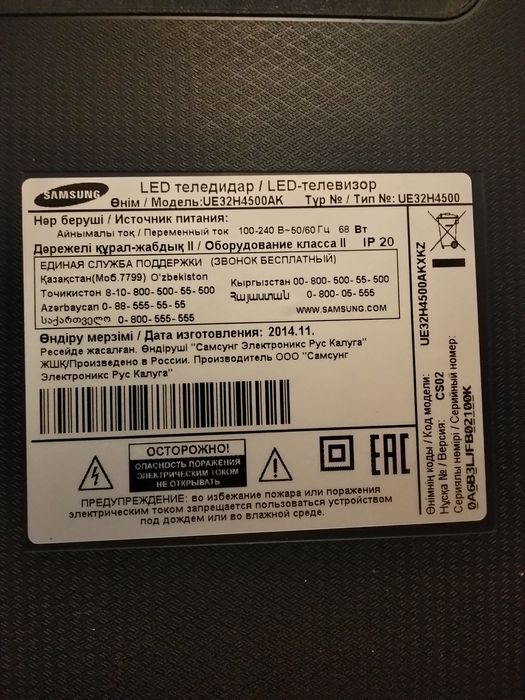 SAMSUNG
LED теледидар / LED-телевизор
Өнім / Модель:UE32H4500AK Түр № / Тип №: UE32H4500
Нәр беруші / Источник питания:
Айнымалы тоқ / Переменный ток 100-240 В~50/60 Гц 68 Вт
Дәрежелі құрал-жабдық II / Оборудование класса II IP 20
ЕДИНАЯ СЛУЖБА ПОДДЕРЖКИ (ЗВОНОК БЕСПЛАТНЫЙ)
Қазақстан(Моб.7799) O'zbekiston
Тоҷикистон 8-10-800-500-55-500
Кыргызстан 00-800-500-55-500
Azərbaycan 0-88-555-55-55
Հայաստան 0-800-05-555
საქართველო 0-800-555-555
WWW.SAMSUNG.COM
Өндіру мерзімі / Дата изготовления: 2014.11.
Ресейде жасалған. Өндіруші "Самсунг Электроникс Рус Калуга"
ЖШҚ/Произведено в России. Производитель ООО "Самсунг
Электроникс Рус Калуга"
ОСТОРОЖНО!
ОПАСНОСТЬ ПОРАЖЕНИЯ
ЭЛЕКТРИЧЕСКИМ ТОКОМ
НЕ ОТКРЫВАТЬ
EAC
ПРЕДУПРЕЖДЕНИЕ: во избежание пожара или поражения
электрическим током запрещается пользоваться устройством
под дождем или во влажной среде.
UE32H4500AKXKZ
Өнімнің коды / Код модели:
Нұсқа № / Версия: CS02
Сериялы нөмірі / Серийный номер:
0A6B3LJFB02100K